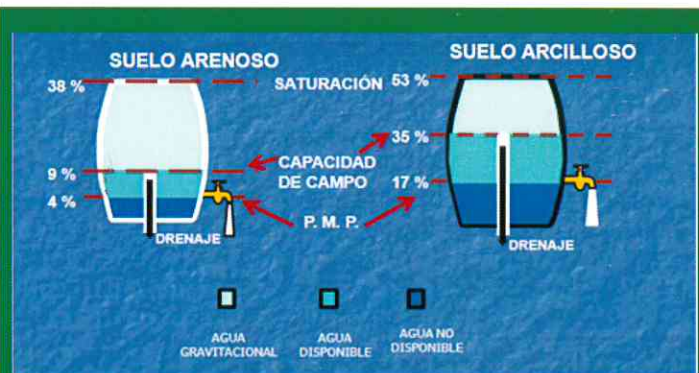 SUELO ARENOSO
SUELO ARCILLOSO
38 %
SATURACIÓN
53 %
35 %
9 %
CAPACIDAD
DE CAMPO
17 %
4 %
P. M. P.
DRENAJE
DRENAJE
AGUA
GRAVITACIONAL
AGUA
DISPONIBLE
AGUA NO
DISPONIBLE